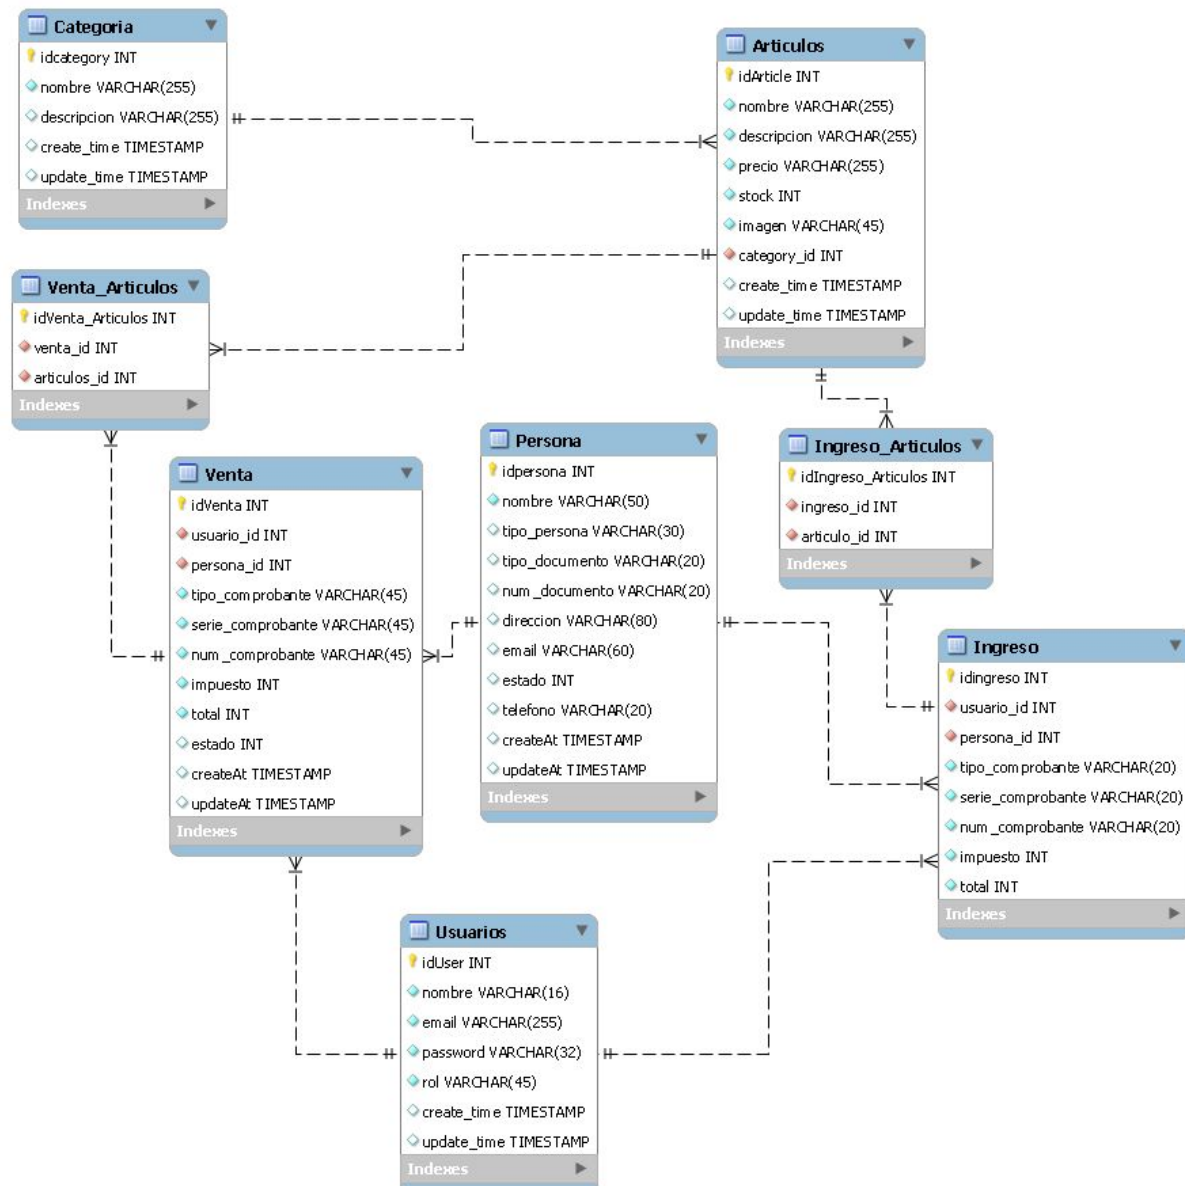 Categoria
idcategory INT
nombre VARCHAR(255)
descripcion VARCHAR(255)
create_time TIMESTAMP
update_time TIMESTAMP
Indexes
Articulos
idArticle INT
nombre VARCHAR(255)
descripcion VARCHAR(255)
precio VARCHAR(255)
stock INT
imagen VARCHAR(45)
category_id INT
create_time TIMESTAMP
update_time TIMESTAMP
Indexes
Venta_Articulos
idVenta_Articulos INT
venta_id INT
articulos_id INT
Indexes
Venta
idVenta INT
usuario_id INT
persona_id INT
tipo_comprobante VARCHAR(45)
serie_comprobante VARCHAR(45)
num_comprobante VARCHAR(45)
impuesto INT
total INT
estado INT
createAt TIMESTAMP
updateAt TIMESTAMP
Indexes
Persona
idpersona INT
nombre VARCHAR(50)
tipo_persona VARCHAR(30)
tipo_documento VARCHAR(20)
num_documento VARCHAR(20)
direccion VARCHAR(80)
email VARCHAR(60)
estado INT
telefono VARCHAR(20)
createAt TIMESTAMP
updateAt TIMESTAMP
Indexes
Ingreso_Articulos
idIngreso_Articulos INT
ingreso_id INT
articulo_id INT
Indexes
Ingreso
idingreso INT
usuario_id INT
persona_id INT
tipo_comprobante VARCHAR(20)
serie_comprobante VARCHAR(20)
num_comprobante VARCHAR(20)
impuesto INT
total INT
Indexes
Usuarios
idUser INT
nombre VARCHAR(16)
email VARCHAR(255)
password VARCHAR(32)
rol VARCHAR(45)
create_time TIMESTAMP
update_time TIMESTAMP
Indexes